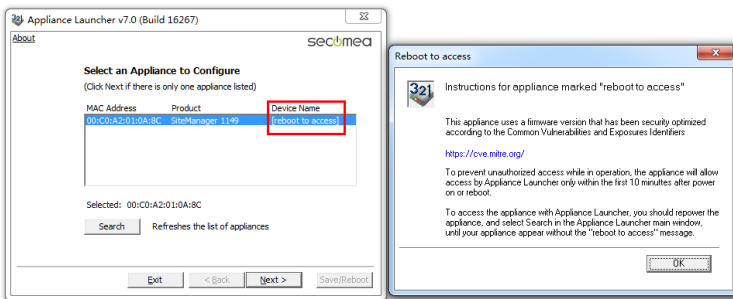 Appliance Launcher v7.0 (Build 16267)
About
secomea
Select an Appliance to Configure
(Click Next if there is only one appliance listed)
MAC Address Product Device Name
00:C0:A2:01:0A:8C SiteManager 1149 [reboot to access]
Selected: 00:C0:A2:01:0A:8C
Search Refreshes the list of appliances
Exit < Back Next > Save/Reboot
Reboot to access
321
Instructions for appliance marked "reboot to access"
This appliance uses a firmware version that has been security optimized
according to the Common Vulnerabilities and Exposures Identifiers
https://cve.mitre.org/
To prevent unauthorized access while in operation, the appliance will allow
access by Appliance Launcher only within the first 10 minuttes after power
on or reboot.
To access the appliance with Appliance Launcher, you should repower the
appliance, and select Search in the Appliance Launcher main window,
until your appliance appear without the "reboot to access" message.
OK